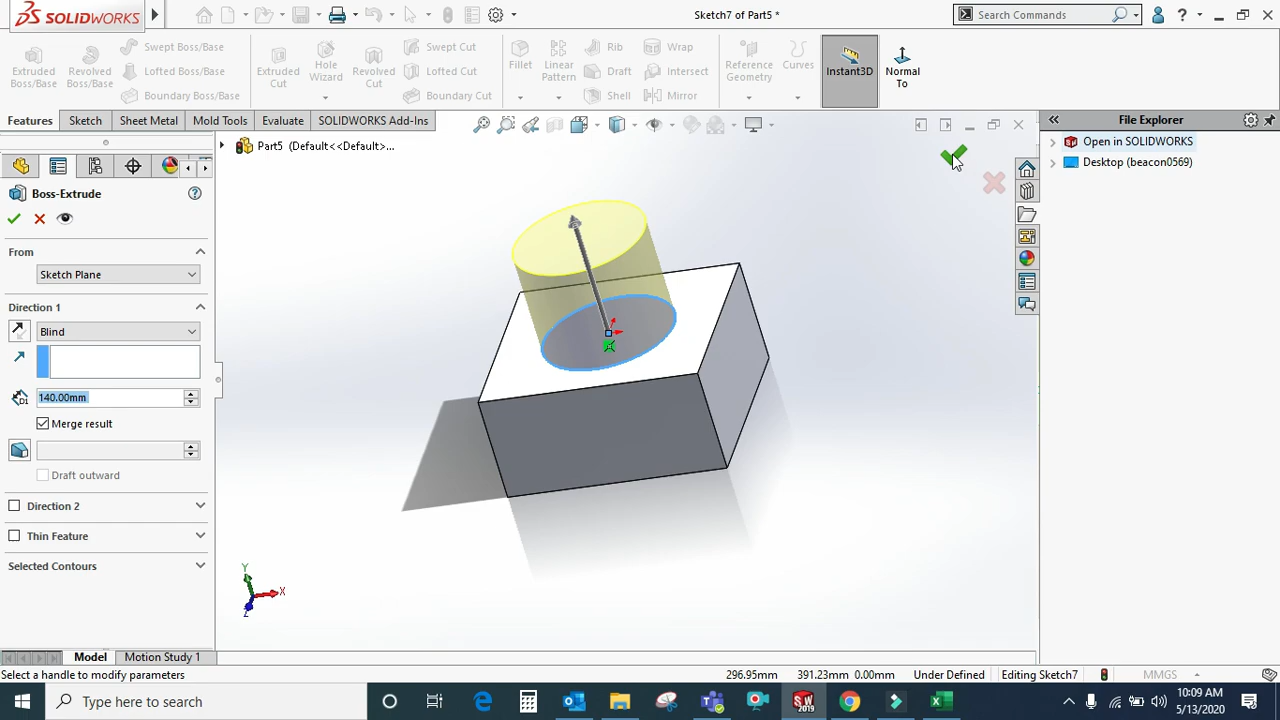 SOLIDWORKS
Sketch7 of Part5 *
Search Commands
?
Extruded Boss/Base
Revolved Boss/Base
Swept Boss/Base
Lofted Boss/Base
Boundary Boss/Base
Extruded Cut
Hole Wizard
Revolved Cut
Swept Cut
Lofted Cut
Boundary Cut
Fillet
Linear Pattern
Rib
Draft
Shell
Wrap
Intersect
Mirror
Reference Geometry
Curves
Instant3D
Normal To
Features
Sketch
Sheet Metal
Mold Tools
Evaluate
SOLIDWORKS Add-Ins
File Explorer
Part5 (Default<<Default>...
Open in SOLIDWORKS
Desktop (beacon0569)
Boss-Extrude
?
From
Sketch Plane
Direction 1
Blind
D1
140.00mm
Merge result
Draft outward
Direction 2
Thin Feature
Selected Contours
Y
X
Z
Model
Motion Study 1
Select a handle to modify parameters
296.95mm
391.23mm 0.00mm
Under Defined
Editing Sketch7
MMGS
Type here to search
SW
2019
10:09 AM
5/13/2020